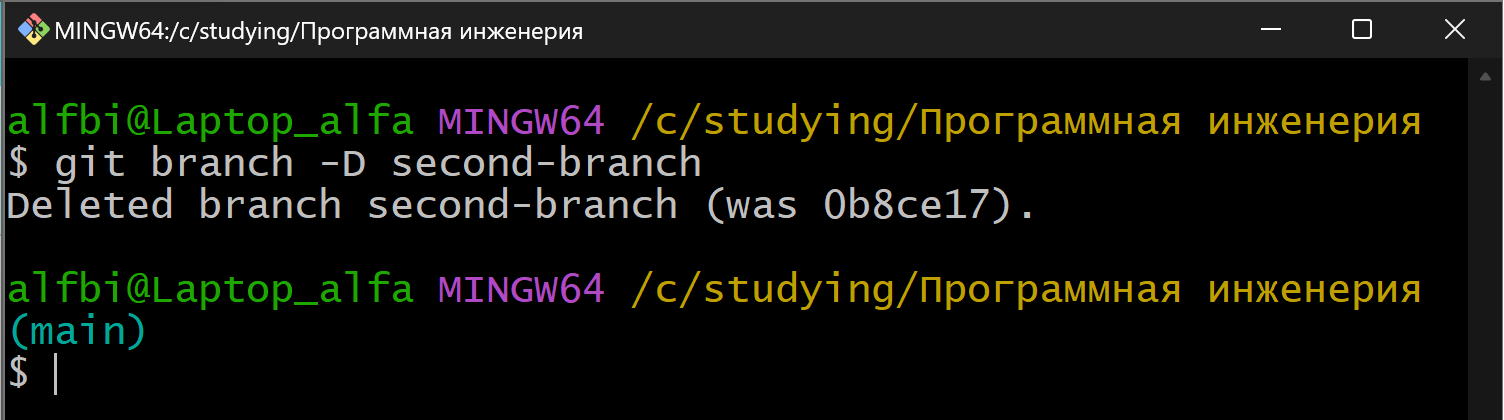 MINGW64:/c/studying/Программная инженерия
alfbi@Laptop_alfa MINGW64 /c/studying/Программная инженерия
$ git branch -D second-branch
Deleted branch second-branch (was 0b8ce17).
alfbi@Laptop_alfa MINGW64 /c/studying/Программная инженерия
(main)
$